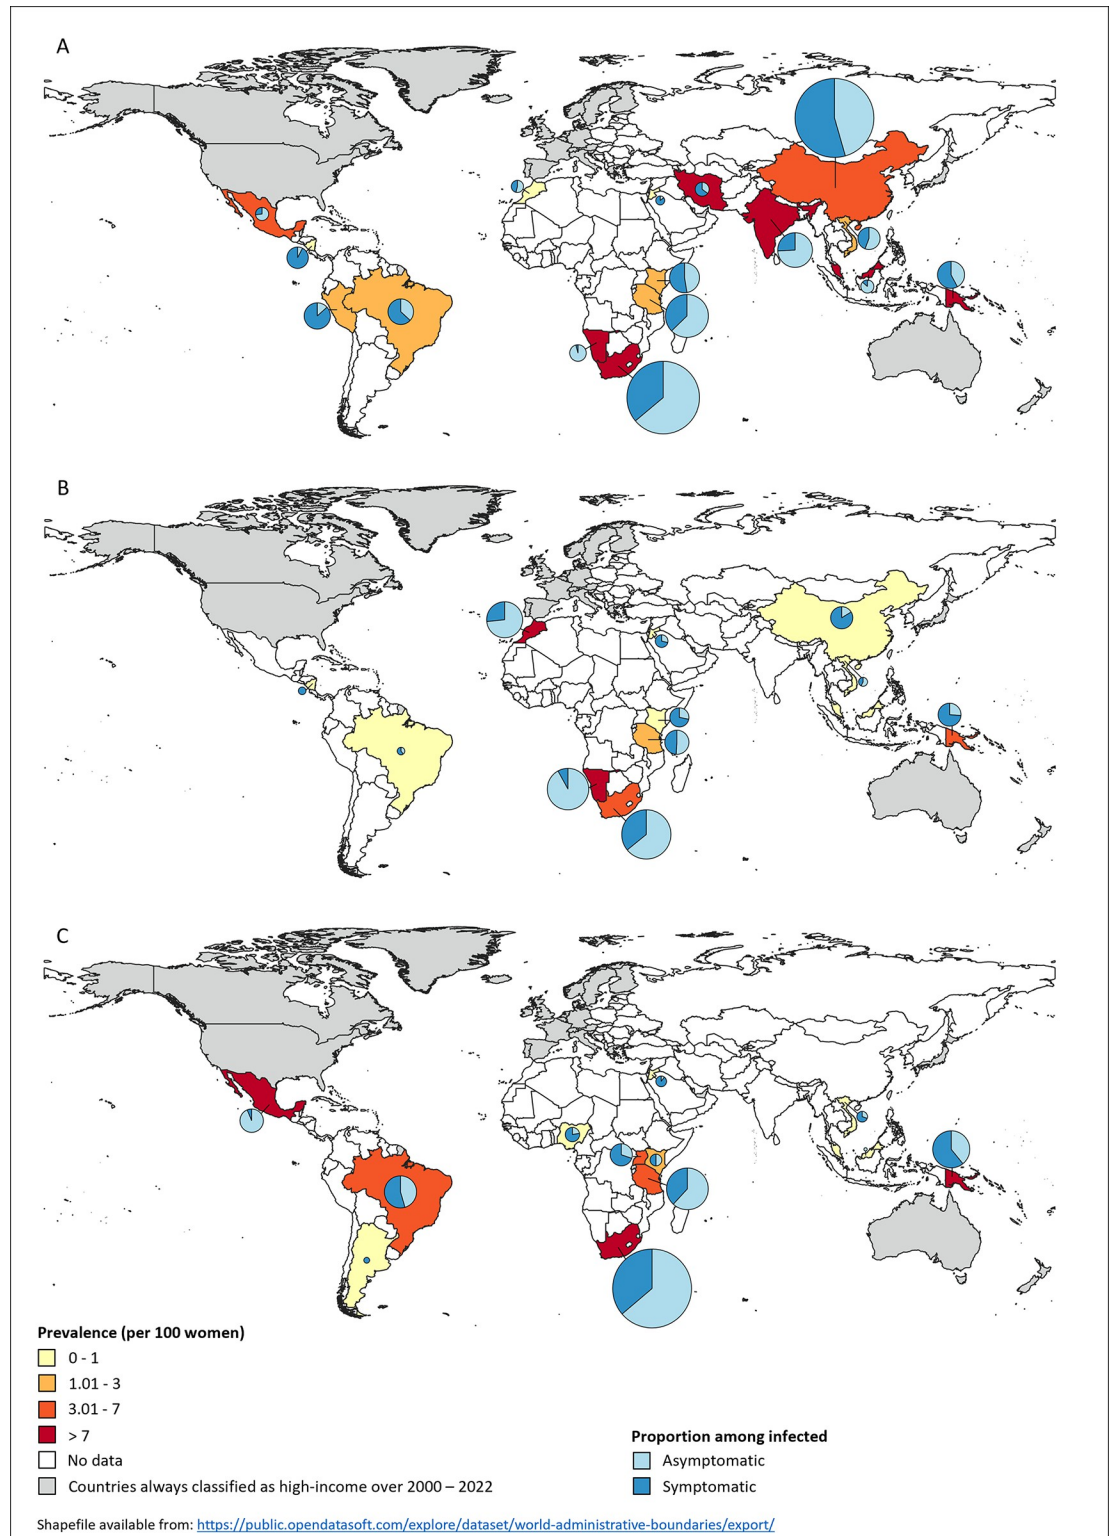 A
B
C
Prevalence (per 100 women)
0 - 1
1.01 - 3
3.01 - 7
> 7
No data
Countries always classified as high-income over 2000 – 2022
Proportion among infected
Asymptomatic
Symptomatic
Shapefile available from: https://public.opendatasoft.com/explore/dataset/world-administrative-boundaries/export/